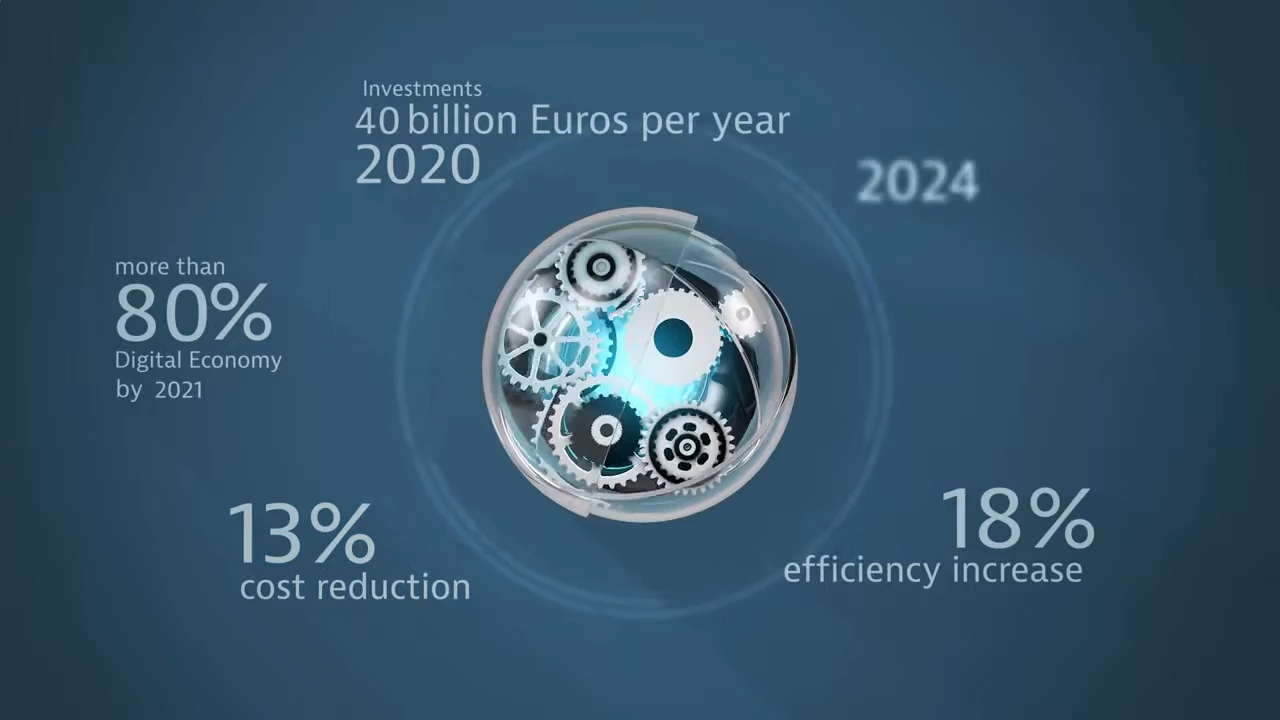 Investments
40 billion Euros per year
2020
2024
more than
80%
Digital Economy
by 2021
13%
cost reduction
18%
efficiency increase